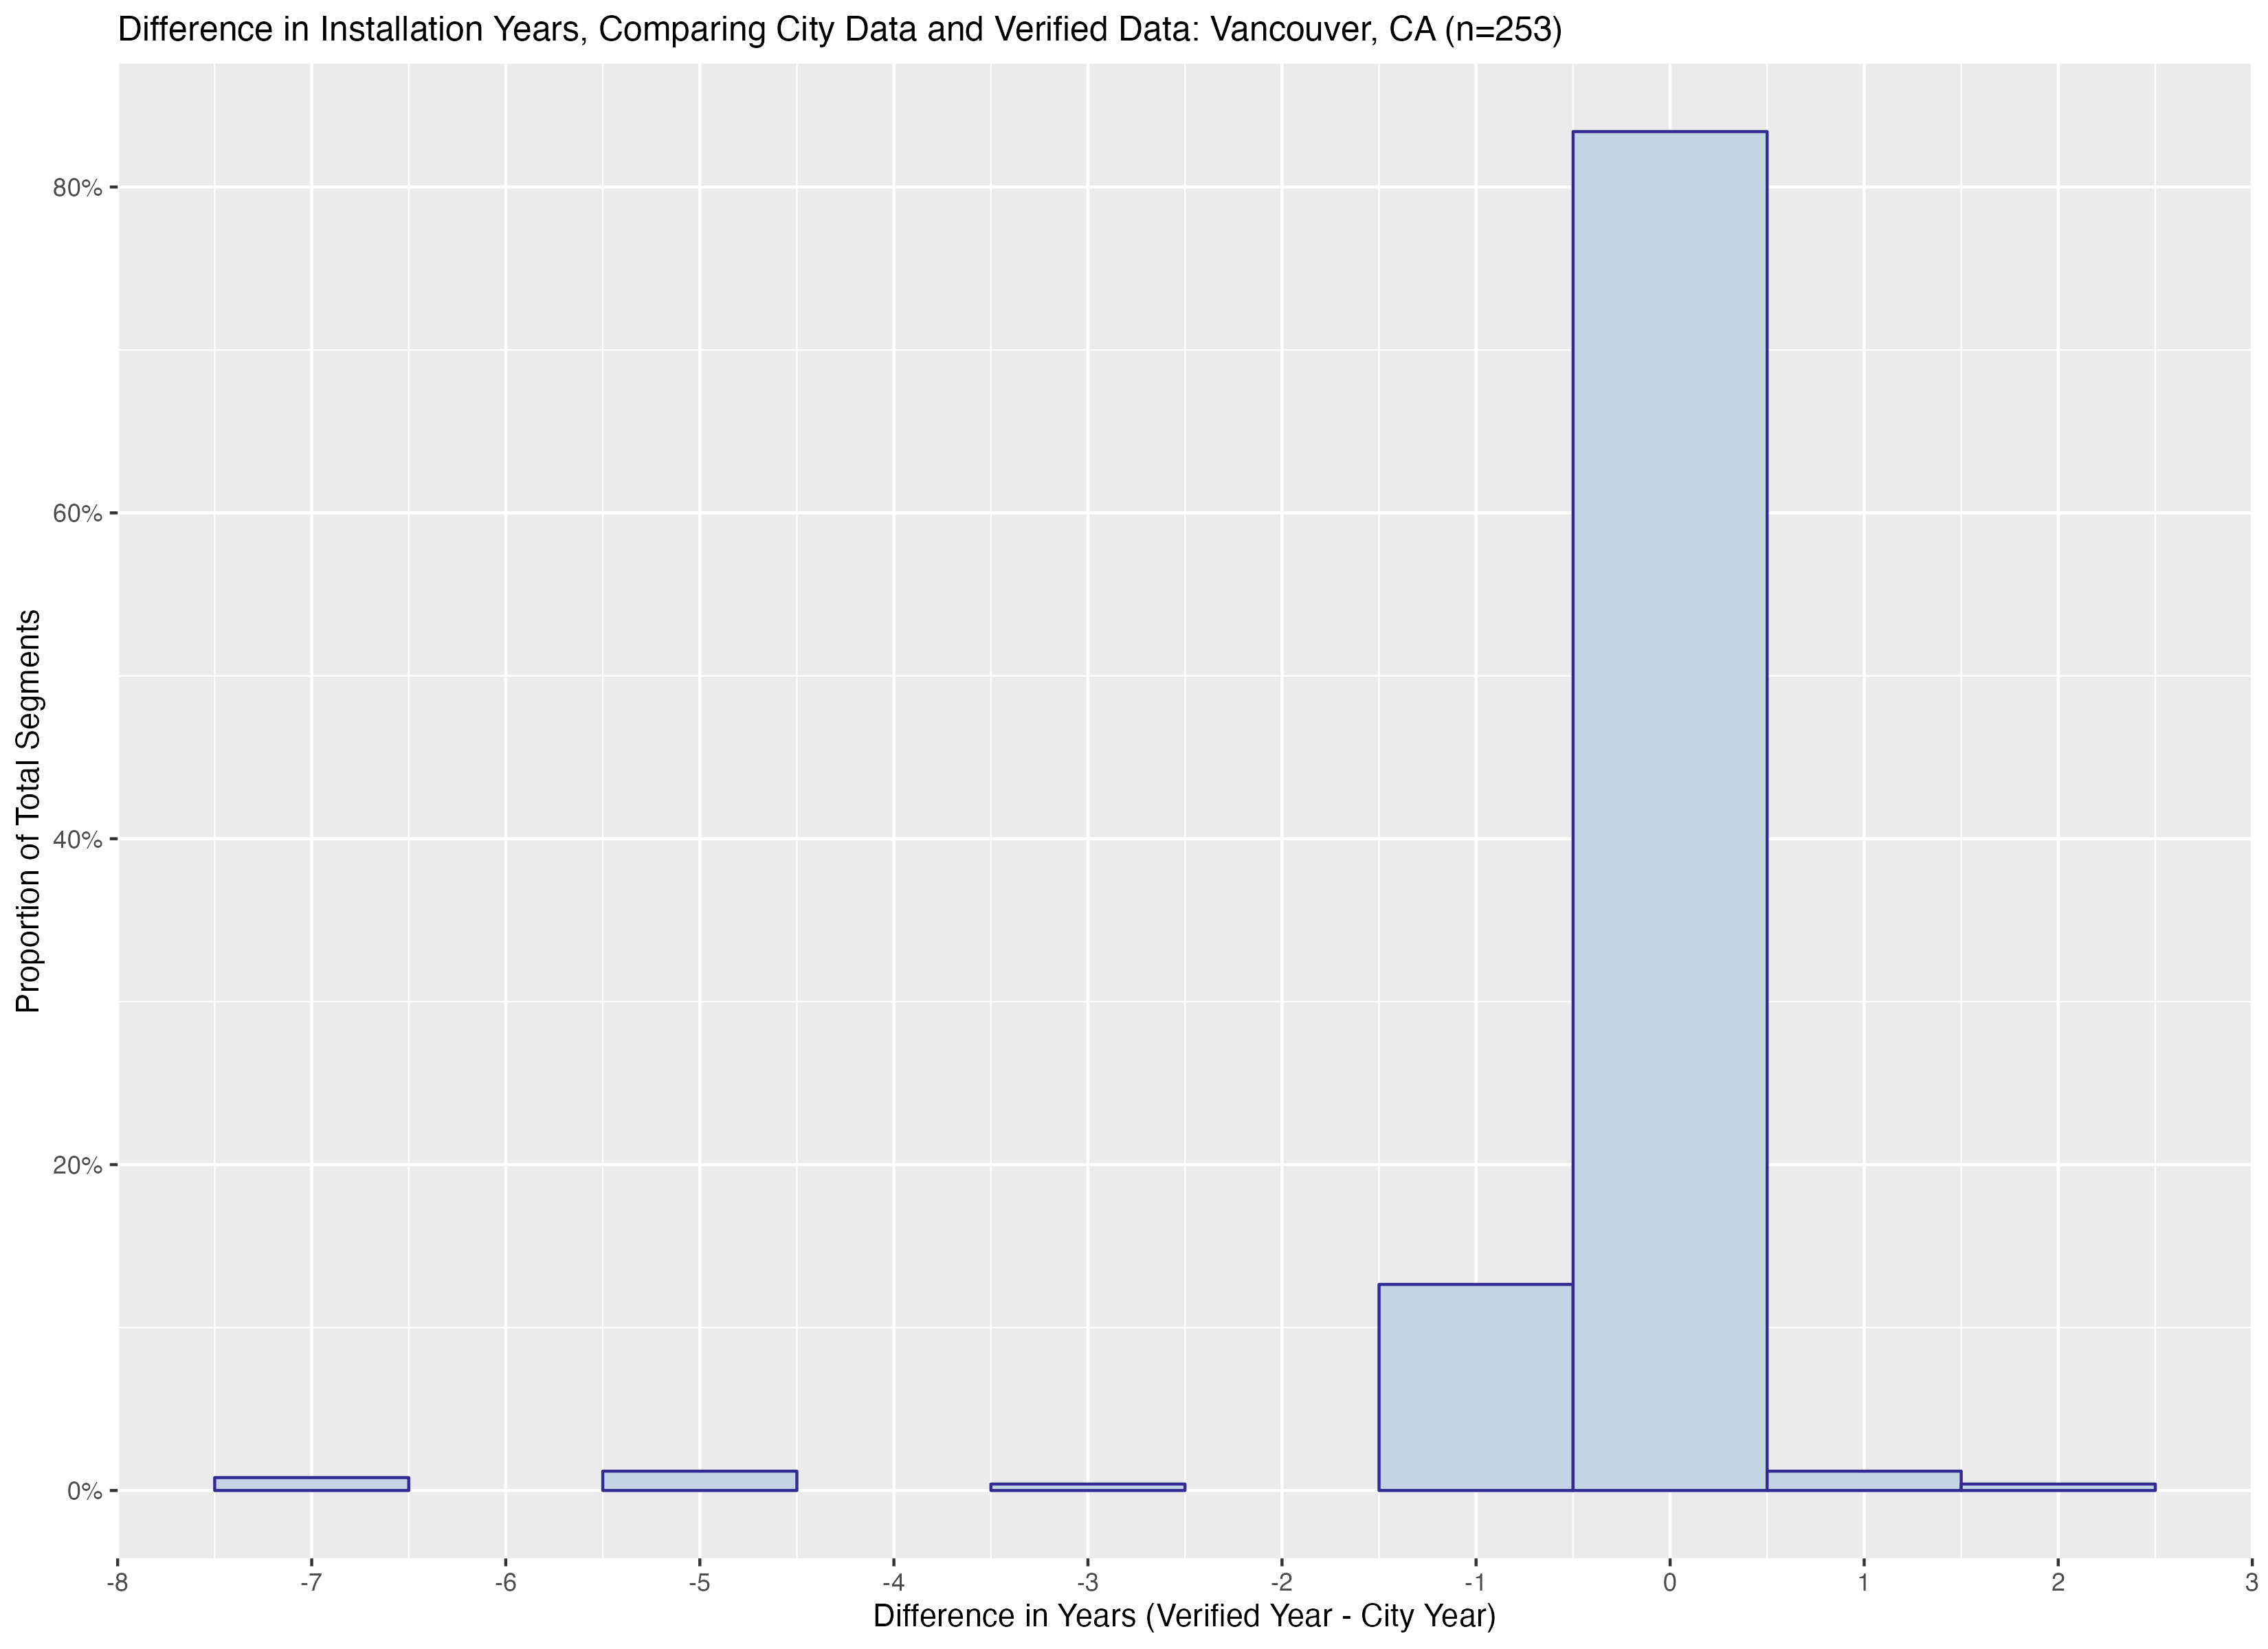 Difference in Installation Years, Comparing City Data and Verified Data: Vancouver, CA (n=253)
Proportion of Total Segments
80%
60%
40%
20%
0%
-8 -7 -6 -5 -4 -3 -2 -1 0 1 2 3
Difference in Years (Verified Year - City Year)